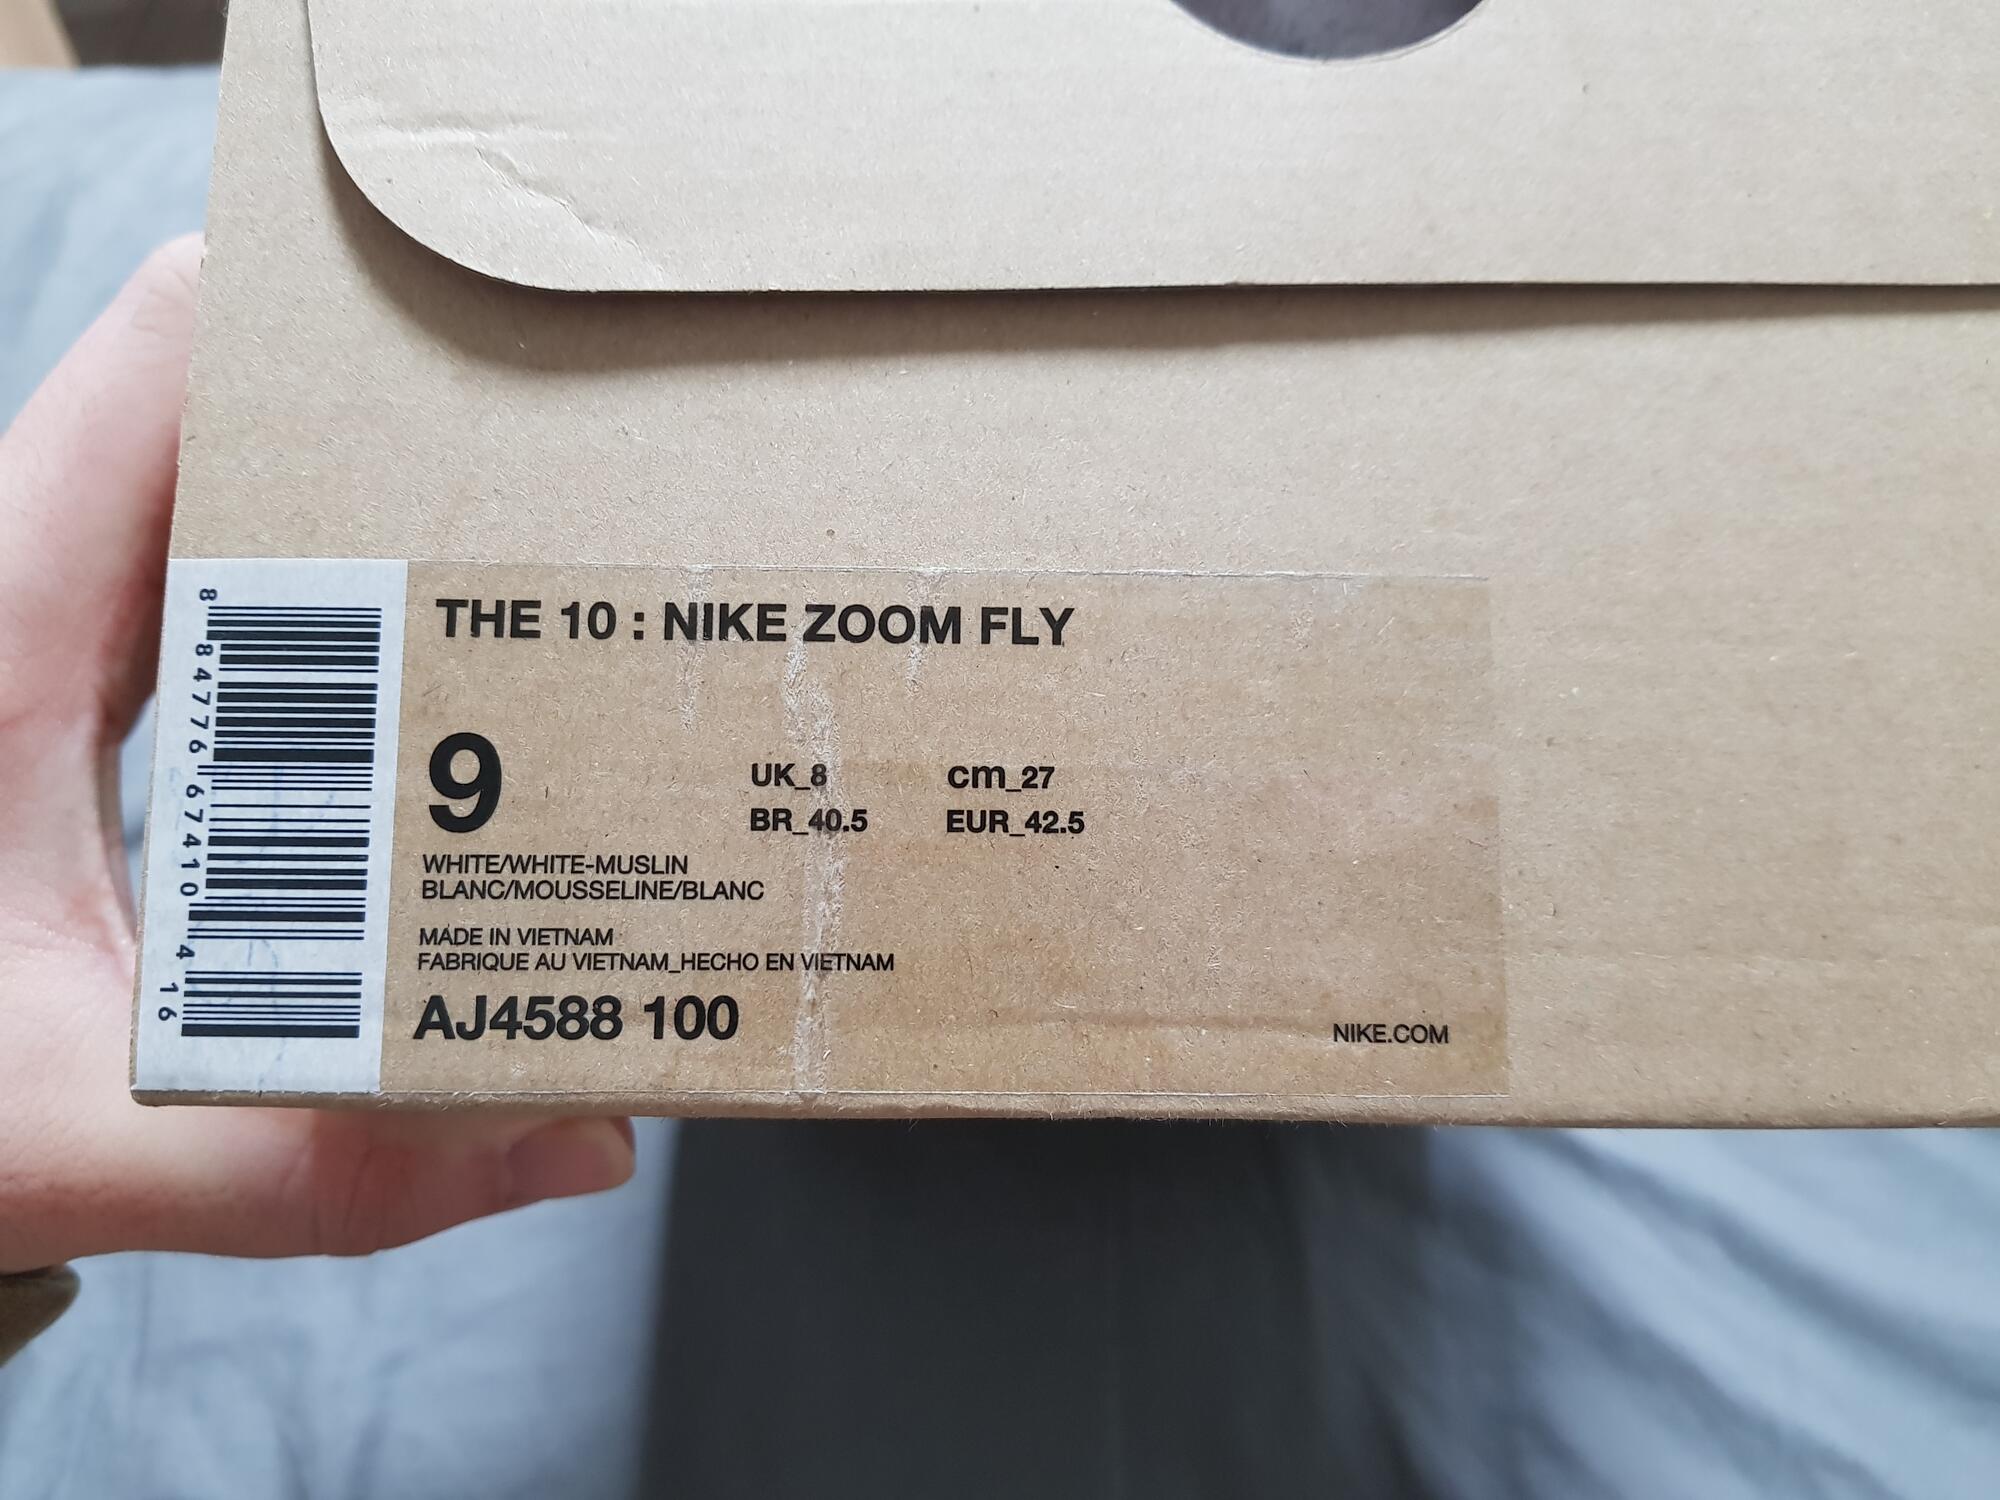 THE 10 : NIKE ZOOM FLY
9
UK_8 cm_27
BR_40.5 EUR_42.5
WHITE/WHITE-MUSLIN
BLANC/MOUSSELINE/BLANC
MADE IN VIETNAM
FABRIQUE AU VIETNAM_HECHO EN VIETNAM
AJ4588 100
NIKE.COM
8 84776 67410 4 16